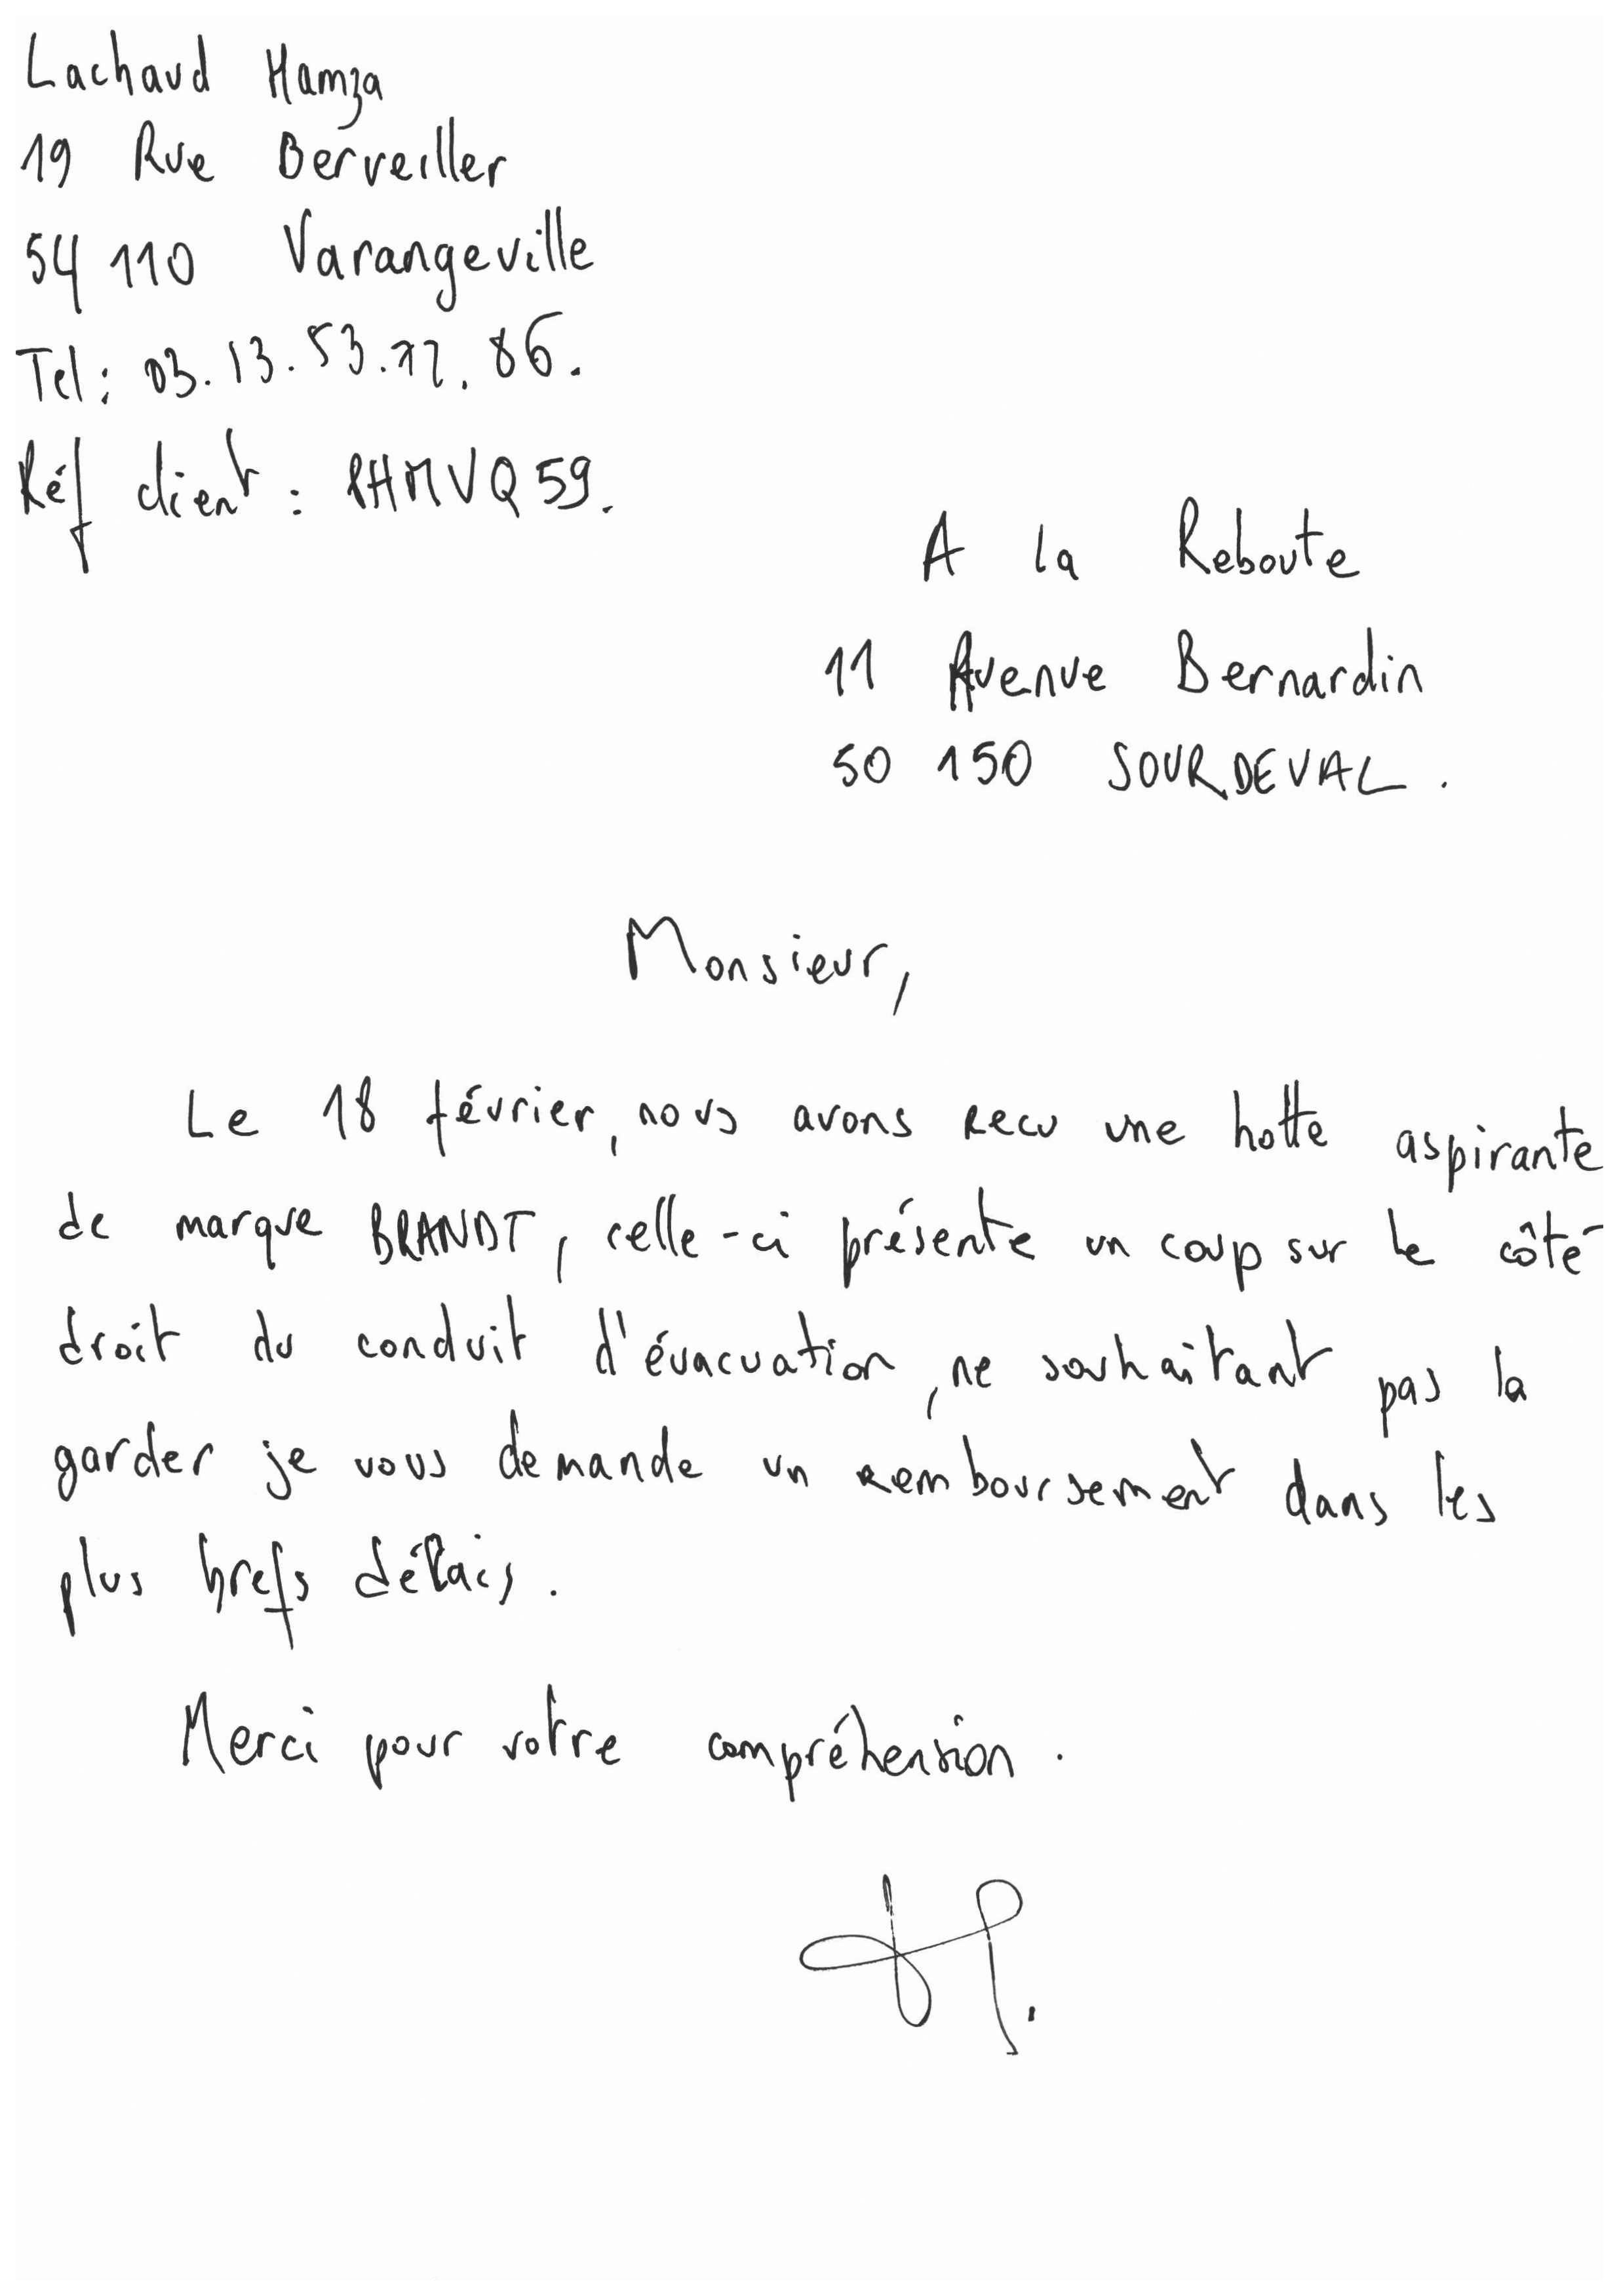 Lachaud Hamza
19 Rue Berveiller
54 110 Varangeville
Tel: 03.13.53.12.86.
Réf client : RHMVQ59.
A la Reboute
11 Avenue Bernardin
50 150 SOURDEVAL.
Monsieur,
Le 18 février, nous avons recu une hotte aspirante
de marque BRANDT, celle-ci présente un coup sur le côté
droit du conduit d'évacuation, ne souhaitant pas la
garder je vous demande un remboursement dans les
plus brefs délais.
Merci pour votre compréhension.